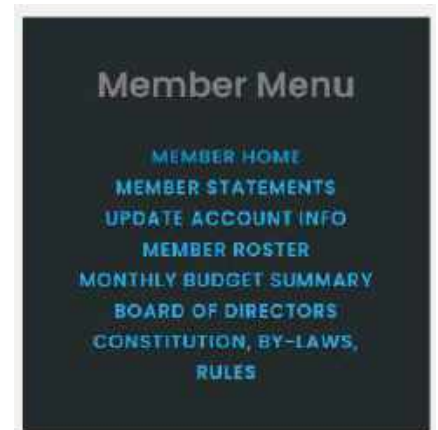 Member Menu
MEMBER HOME
MEMBER STATEMENTS
UPDATE ACCOUNT INFO
MEMBER ROSTER
MONTHLY BUDGET SUMMARY
BOARD OF DIRECTORS
CONSTITUTION, BY-LAWS,
RULES